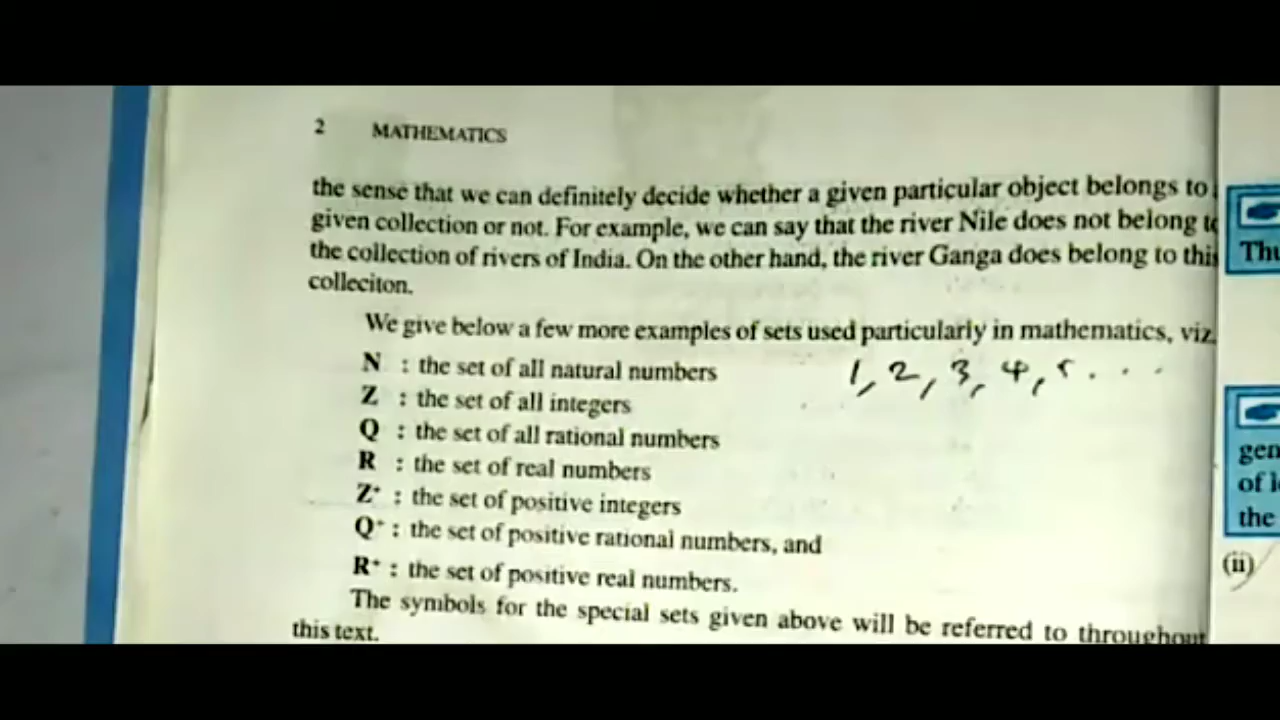 2 MATHEMATICS
the sense that we can definitely decide whether a given particular object belongs to
given collection or not. For example, we can say that the river Nile does not belong to
the collection of rivers of India. On the other hand, the river Ganga does belong to this
colleciton.
We give below a few more examples of sets used particularly in mathematics, viz.
N : the set of all natural numbers 1, 2, 3, 4, 5 . . .
Z : the set of all integers
Q : the set of all rational numbers
R : the set of real numbers
Z⁺ : the set of positive integers
Q⁺ : the set of positive rational numbers, and
R⁺ : the set of positive real numbers.
The symbols for the special sets given above will be referred to throughout
this text.
Thu
gen
of
the
(ii)